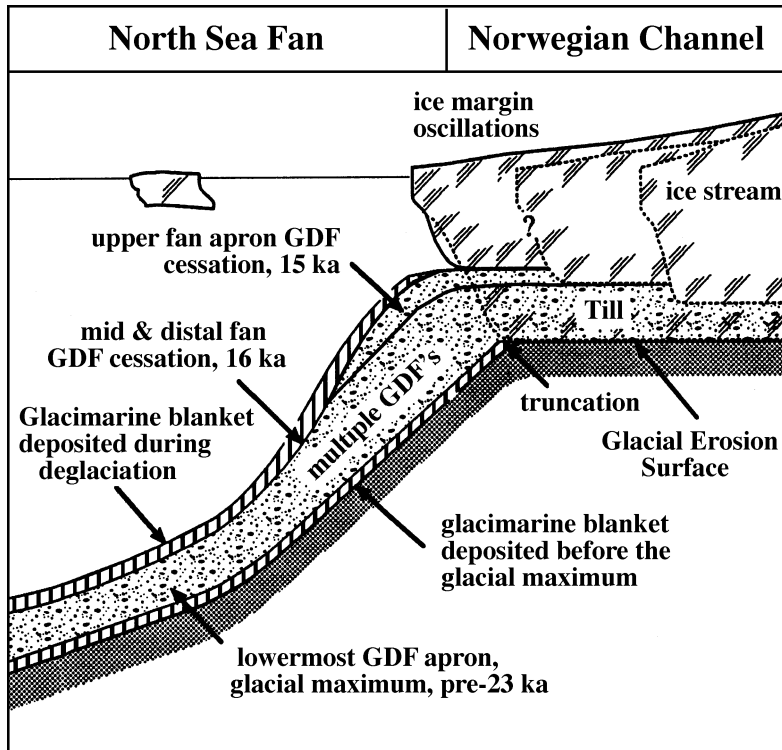 North Sea Fan
Norwegian Channel
ice margin
oscillations
ice stream
?
upper fan apron GDF
cessation, 15 ka
Till
mid & distal fan
GDF cessation, 16 ka
multiple GDF's
truncation
Glacimarine blanket
deposited during
deglaciation
Glacial Erosion
Surface
glacimarine blanket
deposited before the
glacial maximum
lowermost GDF apron,
glacial maximum, pre-23 ka